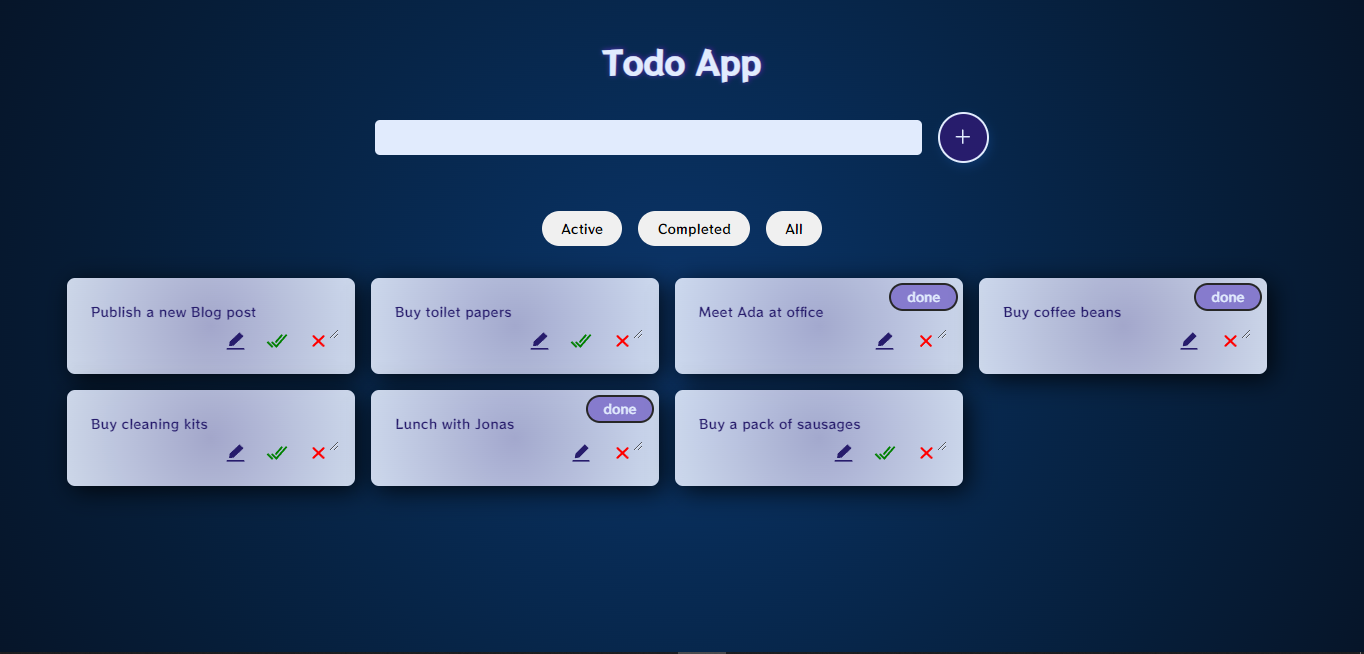 Todo App
+
Active
Completed
All
Publish a new Blog post
Buy toilet papers
done
Meet Ada at office
done
Buy coffee beans
Buy cleaning kits
done
Lunch with Jonas
Buy a pack of sausages